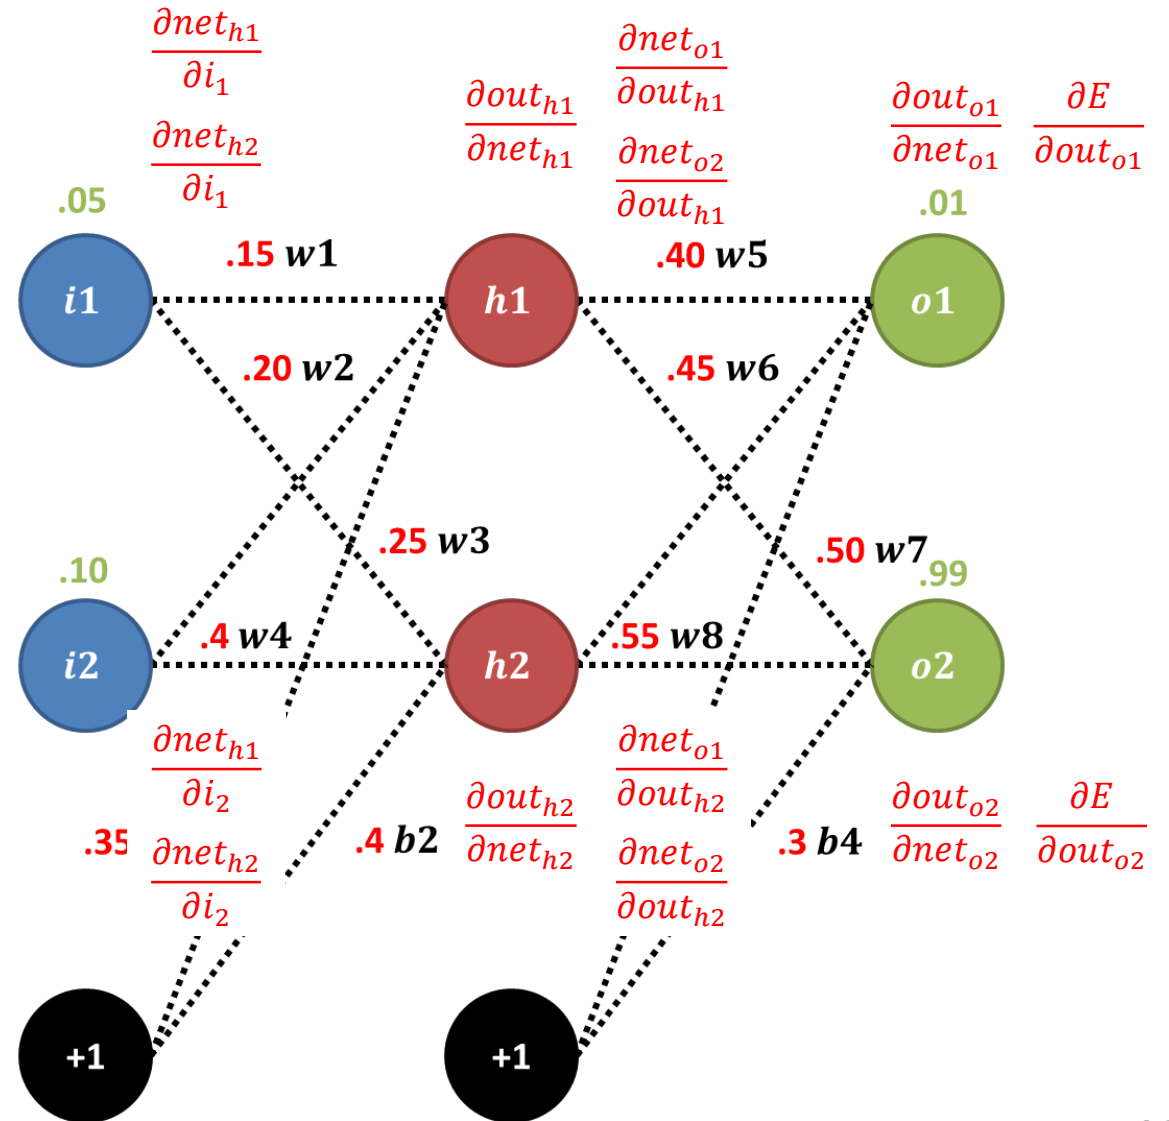 ∂net_h1/∂i_1
∂net_h2/∂i_1
∂out_h1/∂net_h1
∂net_o1/∂out_h1
∂net_o2/∂out_h1
∂out_o1/∂net_o1 ∂E/∂out_o1
.05
.01
i1
.15 w1
h1
.40 w5
o1
.20 w2
.45 w6
.25 w3
.50 w7
.10
.99
i2
.4 w4
h2
.55 w8
o2
∂net_h1/∂i_2
∂net_h2/∂i_2
.35
.4 b2
∂out_h2/∂net_h2
∂net_o1/∂out_h2
∂net_o2/∂out_h2
.3 b4
∂out_o2/∂net_o2 ∂E/∂out_o2
+1
+1